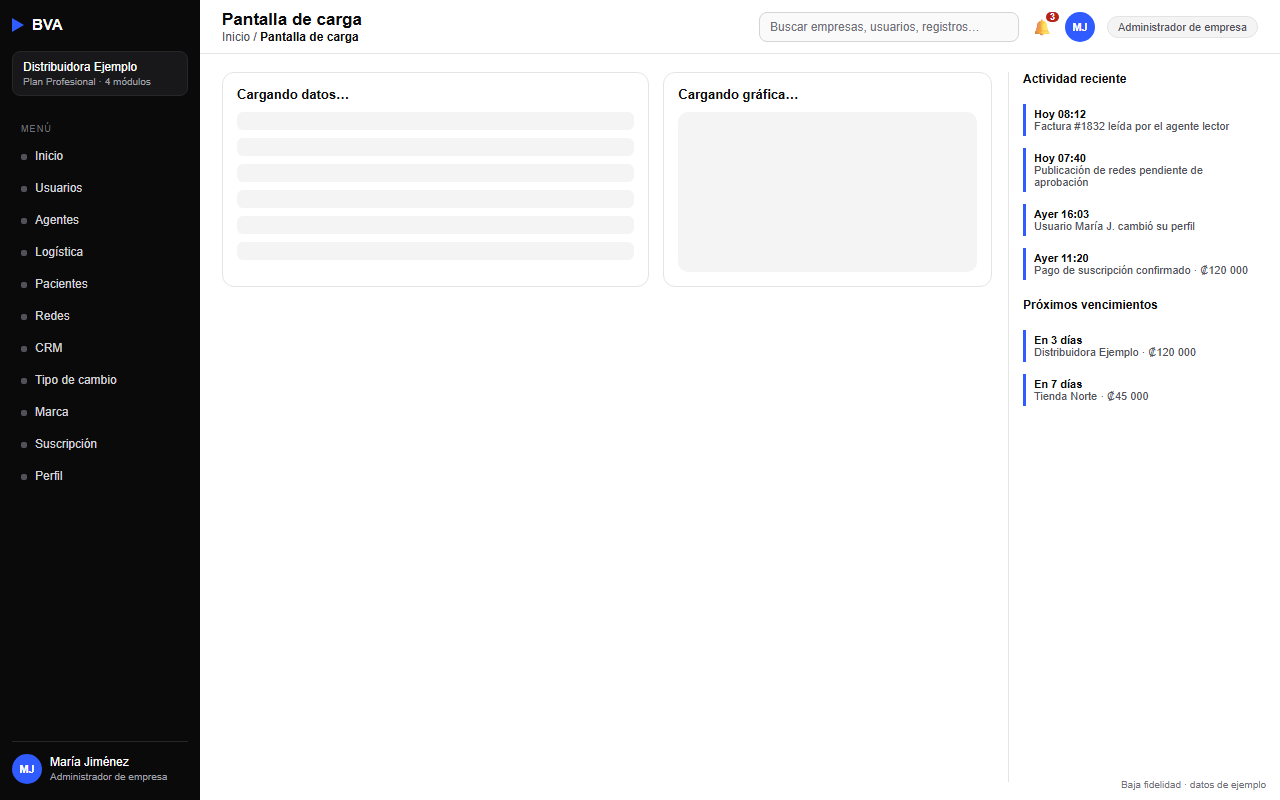 BVA
Distribuidora Ejemplo
Plan Profesional · 4 módulos
MENÚ
Inicio
Usuarios
Agentes
Logística
Pacientes
Redes
CRM
Tipo de cambio
Marca
Suscripción
Perfil
MJ
María Jiménez
Administrador de empresa
Pantalla de carga
Inicio / Pantalla de carga
Buscar empresas, usuarios, registros…
3
MJ
Administrador de empresa
Cargando datos…
Cargando gráfica…
Actividad reciente
Hoy 08:12
Factura #1832 leída por el agente lector
Hoy 07:40
Publicación de redes pendiente de
aprobación
Ayer 16:03
Usuario María J. cambió su perfil
Ayer 11:20
Pago de suscripción confirmado · ₡120 000
Próximos vencimientos
En 3 días
Distribuidora Ejemplo · ₡120 000
En 7 días
Tienda Norte · ₡45 000
Baja fidelidad · datos de ejemplo